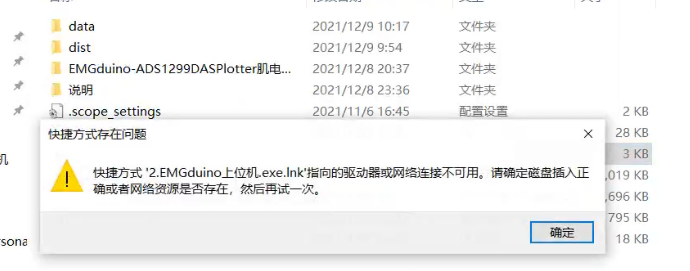 data 2021/12/9 10:17 文件夹
dist 2021/12/9 9:54 文件夹
EMGduino-ADS1299DASPlotter肌电... 2021/12/8 20:37 文件夹
说明 2021/12/8 23:36 文件夹
.scope_settings 2021/11/6 16:45 配置设置 2 KB
28 KB
快捷方式存在问题
3 KB
机
快捷方式 '2.EMGduino上位机.exe.lnk'指向的驱动器或网络连接不可用。请确定磁盘插入正
,019 KB
确或者网络资源是否存在，然后再试一次。
,696 KB
795 KB
确定
18 KB
ersona